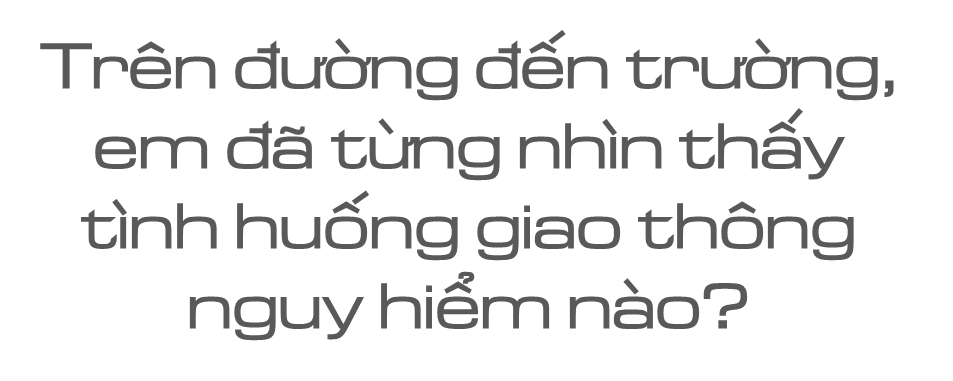 Trên đường đến trường,
em đã từng nhìn thấy
tình huống giao thông
nguy hiểm nào?